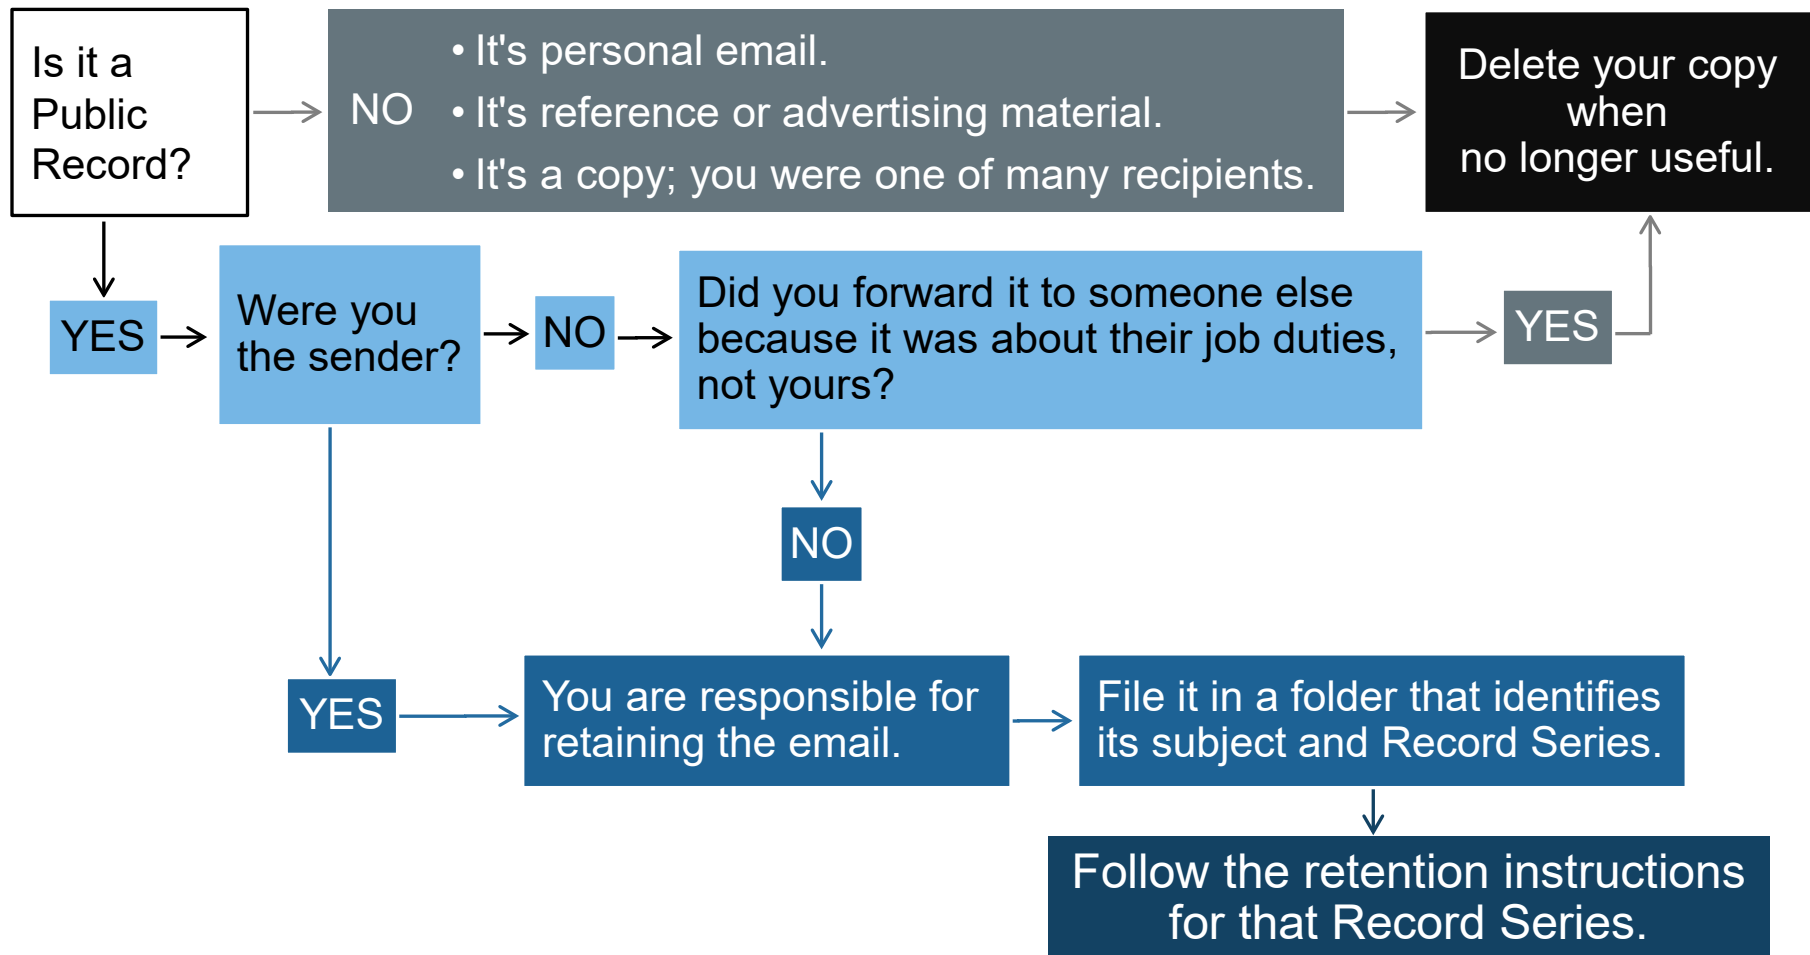 Is it a
Public
Record?
NO
• It's personal email.
• It's reference or advertising material.
• It's a copy; you were one of many recipients.
Delete your copy
when
no longer useful.
YES
Were you
the sender?
NO
Did you forward it to someone else
because it was about their job duties,
not yours?
YES
NO
YES
You are responsible for
retaining the email.
File it in a folder that identifies
its subject and Record Series.
Follow the retention instructions
for that Record Series.